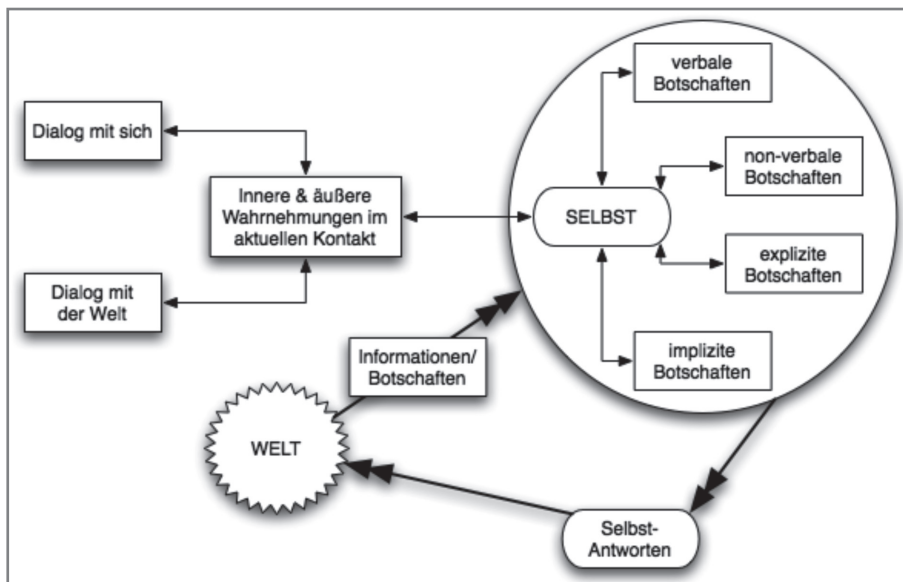 verbale
Botschaften
Dialog mit sich
non-verbale
Botschaften
Innere & äußere
Wahrnehmungen im
aktuellen Kontakt
SELBST
explizite
Botschaften
Dialog mit
der Welt
Informationen/
Botschaften
implizite
Botschaften
WELT
Selbst-
Antworten